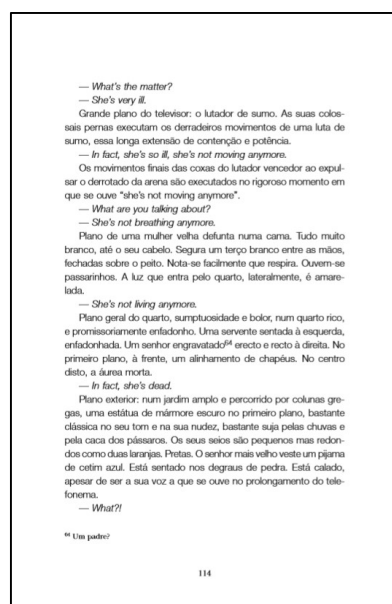 — What's the matter?
— She's very ill.
Grande plano do televisor: o lutador de sumo. As suas colos-
sais pernas executam os derradeiros movimentos de uma luta de
sumo, essa longa extensão de contenção e potência.
— In fact, she's so ill, she's not moving anymore.
Os movimentos finais das coxas do lutador vencedor ao expul-
sar o derrotado da arena são executados no rigoroso momento em
que se ouve “she's not moving anymore”.
— What are you talking about?
— She's not breathing anymore.
Plano de uma mulher velha defunta numa cama. Tudo muito
branco, até o seu cabelo. Segura um terço branco entre as mãos,
fechadas sobre o peito. Nota-se facilmente que respira. Ouvem-se
passarinhos. A luz que entra pelo quarto, lateralmente, é amare-
lada.
— She's not living anymore.
Plano geral do quarto, sumptuosidade e bolor, num quarto rico,
e promissoriamente enfadonho. Uma servente sentada à esquerda,
enfadonhada. Um senhor engravatado⁶⁴ erecto e recto à direita. No
primeiro plano, à frente, um alinhamento de chapéus. No centro
disto, a áurea morta.
— In fact, she's dead.
Plano exterior: num jardim amplo e percorrido por colunas gre-
gas, uma estátua de mármore escuro no primeiro plano, bastante
clássica no seu tom e na sua nudez, bastante suja pelas chuvas e
pela caca dos pássaros. Os seus seios são pequenos mas redon-
dos como duas laranjas. Pretas. O senhor mais velho veste um pijama
de cetim azul. Está sentado nos degraus de pedra. Está calado,
apesar de ser a sua voz a que se ouve no prolongamento do tele-
fonema.
— What?!
⁶⁴ Um padre?
114